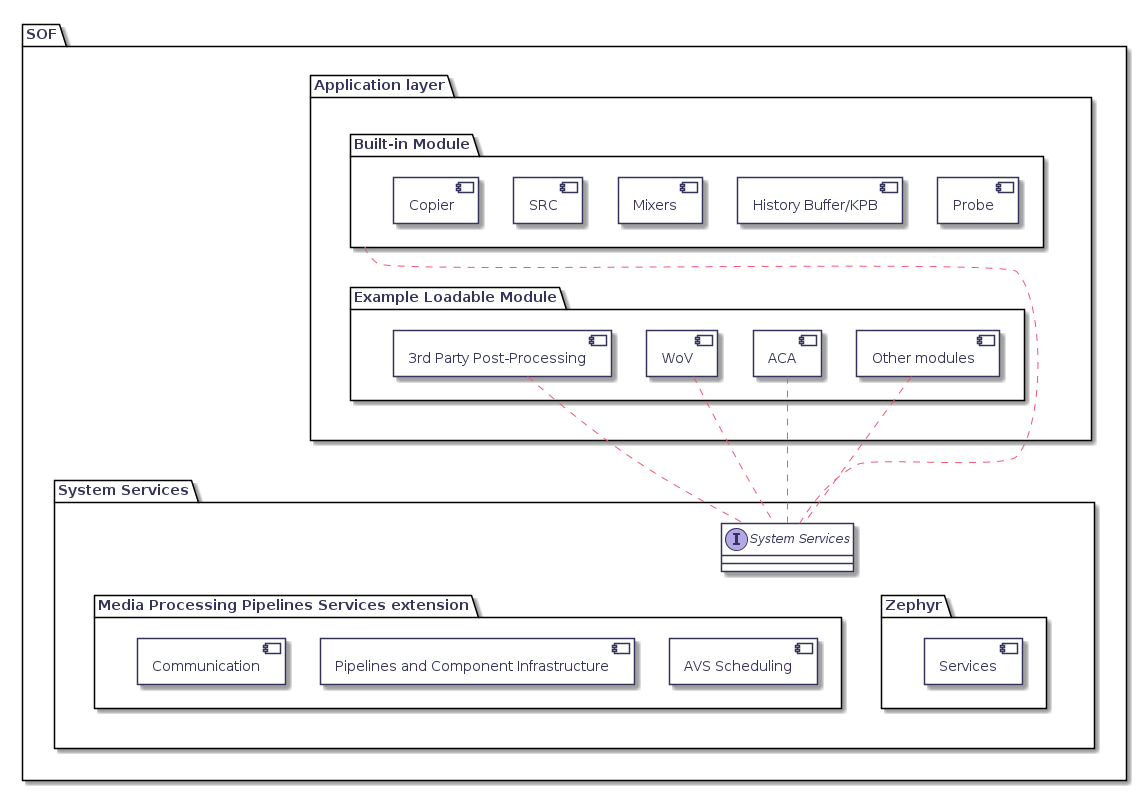 SOF
Application layer
Built-in Module
Copier
SRC
Mixers
History Buffer/KPB
Probe
Example Loadable Module
3rd Party Post-Processing
WoV
ACA
Other modules
System Services
I System Services
Media Processing Pipelines Services extension
Communication
Pipelines and Component Infrastructure
AVS Scheduling
Zephyr
Services